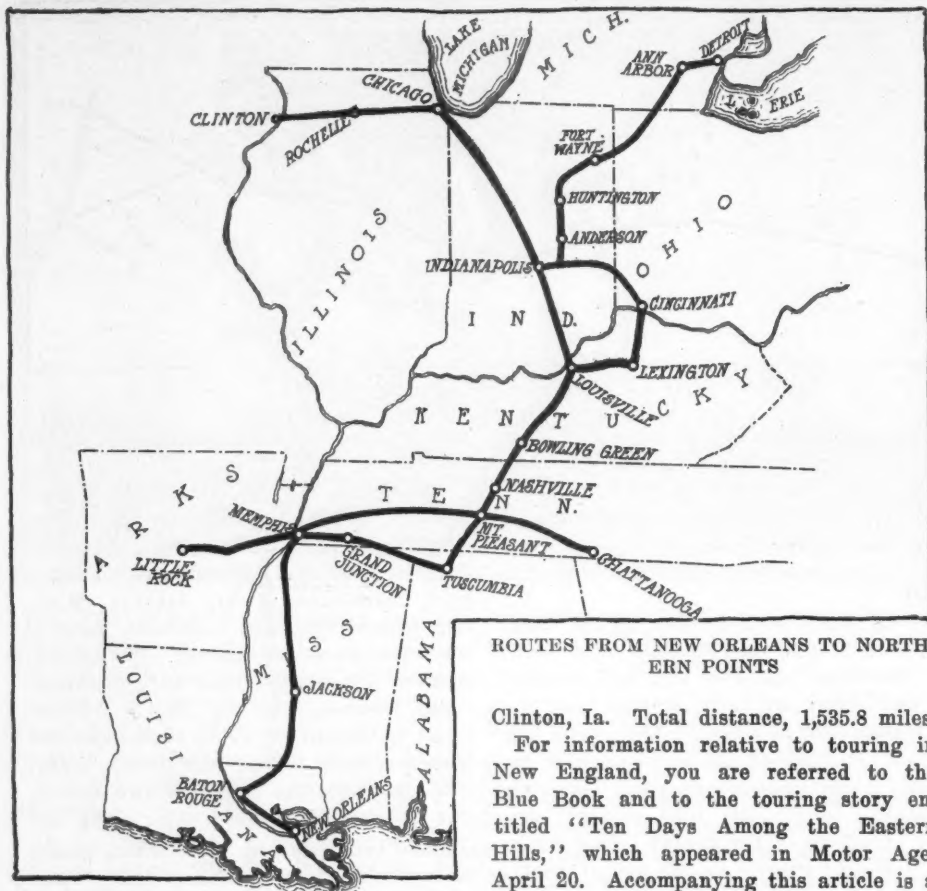 LAKE
MICHIGAN
MICH.
DETROIT
ANN
ARBOR
L.
ERIE
CHICAGO
CLINTON
ROCHELLE
FORT
WAYNE
HUNTINGTON
ANDERSON
OHIO
ILLINOIS
INDIANAPOLIS
CINCINNATI
IND.
LEXINGTON
LOUISVILLE
KENTUCKY
BOWLING GREEN
NASHVILLE
TENN.
ARKS
MEMPHIS
MT.
PLEASANT
LITTLE
ROCK
GRAND
JUNCTION
TUSCUMBIA
CHATTANOOGA
MISS
ALABAMA
LOUISIANA
JACKSON
BATON
ROUGE
NEW ORLEANS
ROUTES FROM NEW ORLEANS TO NORTH
ERN POINTS
Clinton, Ia. Total distance, 1,535.8 miles
For information relative to touring i
New England, you are referred to th
Blue Book and to the touring story en
titled "Ten Days Among the Eastern
Hills," which appeared in Motor Age
April 20. Accompanying this article is a